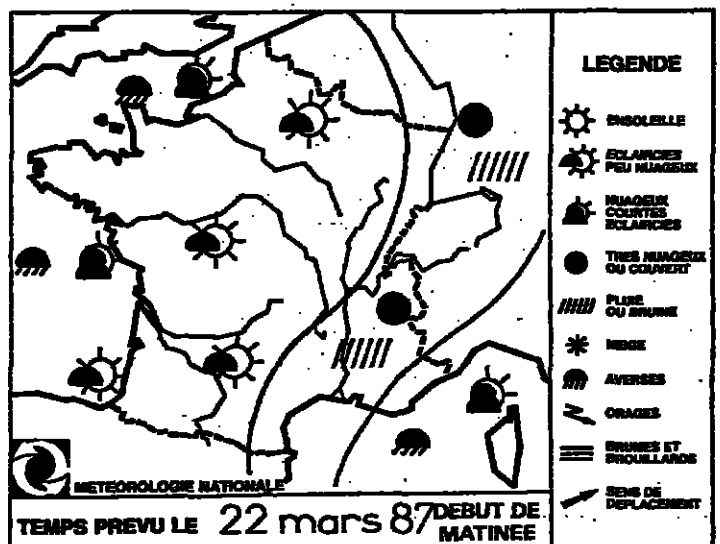 LEGENDE
ENSOLEILLE
ECLAIRCIES
PEU NUAGEUX
NUAGEUX
COURTES
ECLAIRCIES
TRES NUAGEUX
OU COUVERT
PLUIE
OU BRUINE
NEIGE
AVERSES
ORAGES
BRUMES ET
BROUILLARDS
SENS DE
DEPLACEMENT
METEOROLOGIE NATIONALE
TEMPS PREVU LE 22 mars 87 DEBUT DE
MATINEE